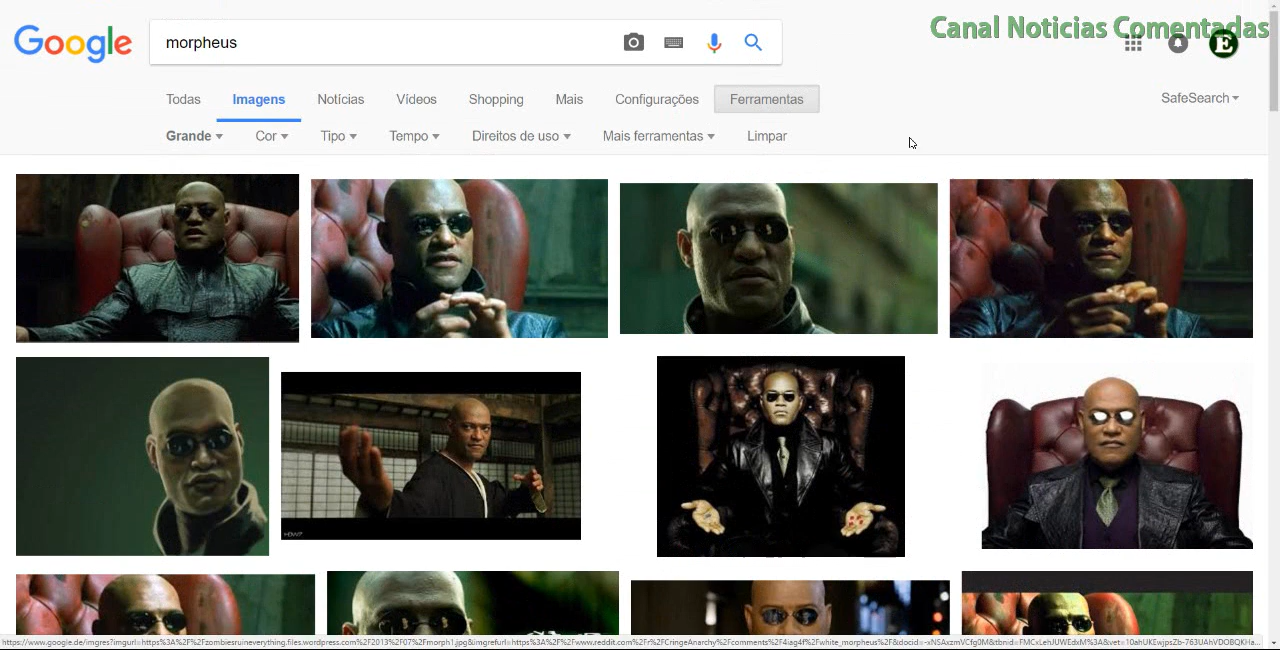 Canal Noticias Comentadas
Google
morpheus
E
Todas Imagens Notícias Vídeos Shopping Mais Configurações Ferramentas SafeSearch
Grande Cor Tipo Tempo Direitos de uso Mais ferramentas Limpar